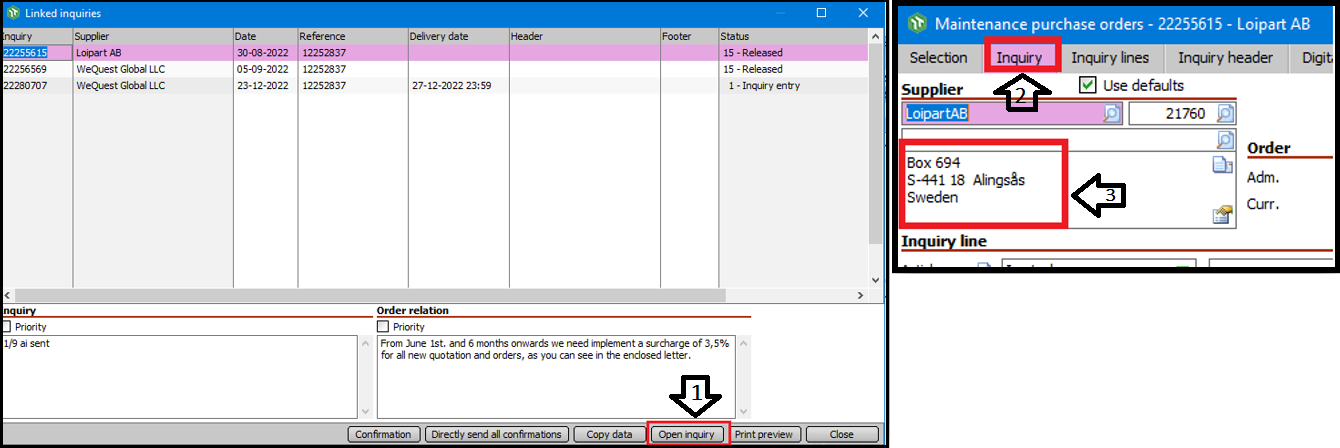 Linked inquiries
Inquiry Supplier Date Reference Delivery date Header Footer Status
22255615 Loipart AB 30-08-2022 12252837 15 - Released
22256569 WeQuest Global LLC 05-09-2022 12252837 15 - Released
22280707 WeQuest Global LLC 23-12-2022 12252837 27-12-2022 23:59 1 - Inquiry entry
nquiry
Priority
1/9 ai sent
Order relation
Priority
From June 1st. and 6 months onwards we need implement a surcharge of 3,5%
for all new quotation and orders, as you can see in the enclosed letter.
1
Confirmation Directly send all confirmations Copy data Open inquiry Print preview Close
Maintenance purchase orders - 22255615 - Loipart AB
Selection Inquiry Inquiry lines Inquiry header Digit
2
Supplier Use defaults
LoipartAB 21760
Box 694
S-441 18 Alingsås
Sweden
3
Order
Adm.
Curr.
Inquiry line